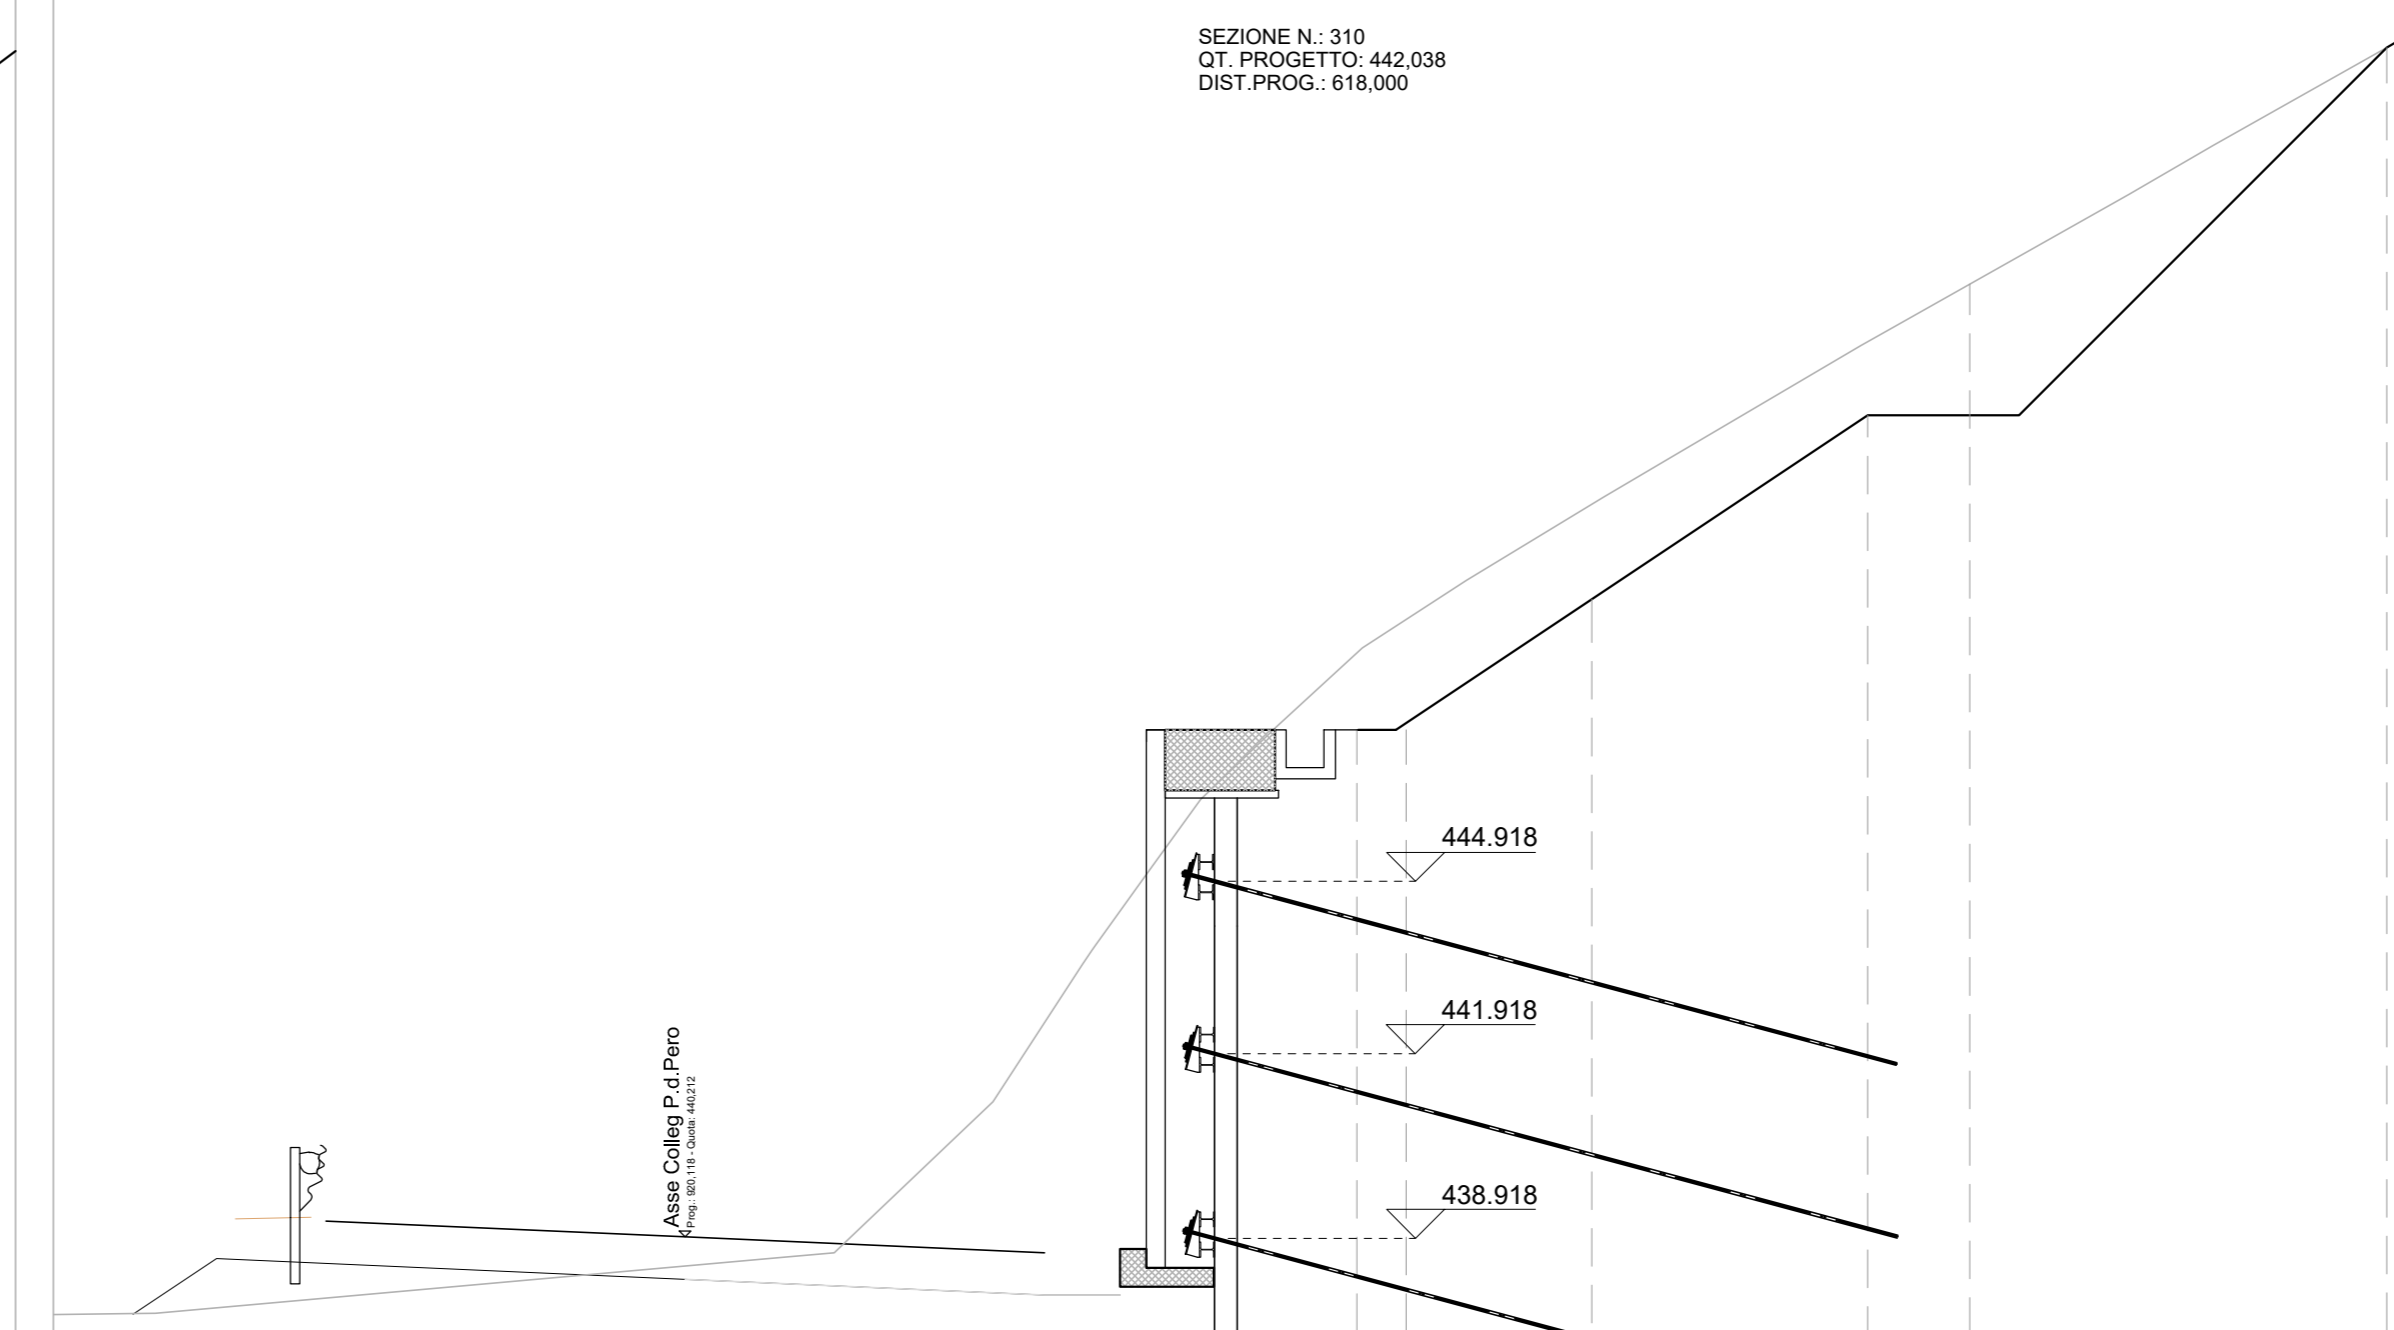 SEZIONE N.: 310
QT. PROGETTO: 442,038
DIST.PROG.: 618,000
444.918
441.918
438.918
Asse Colleg P.d.Pero
Prog.: 920,118 - Quota: 440,212